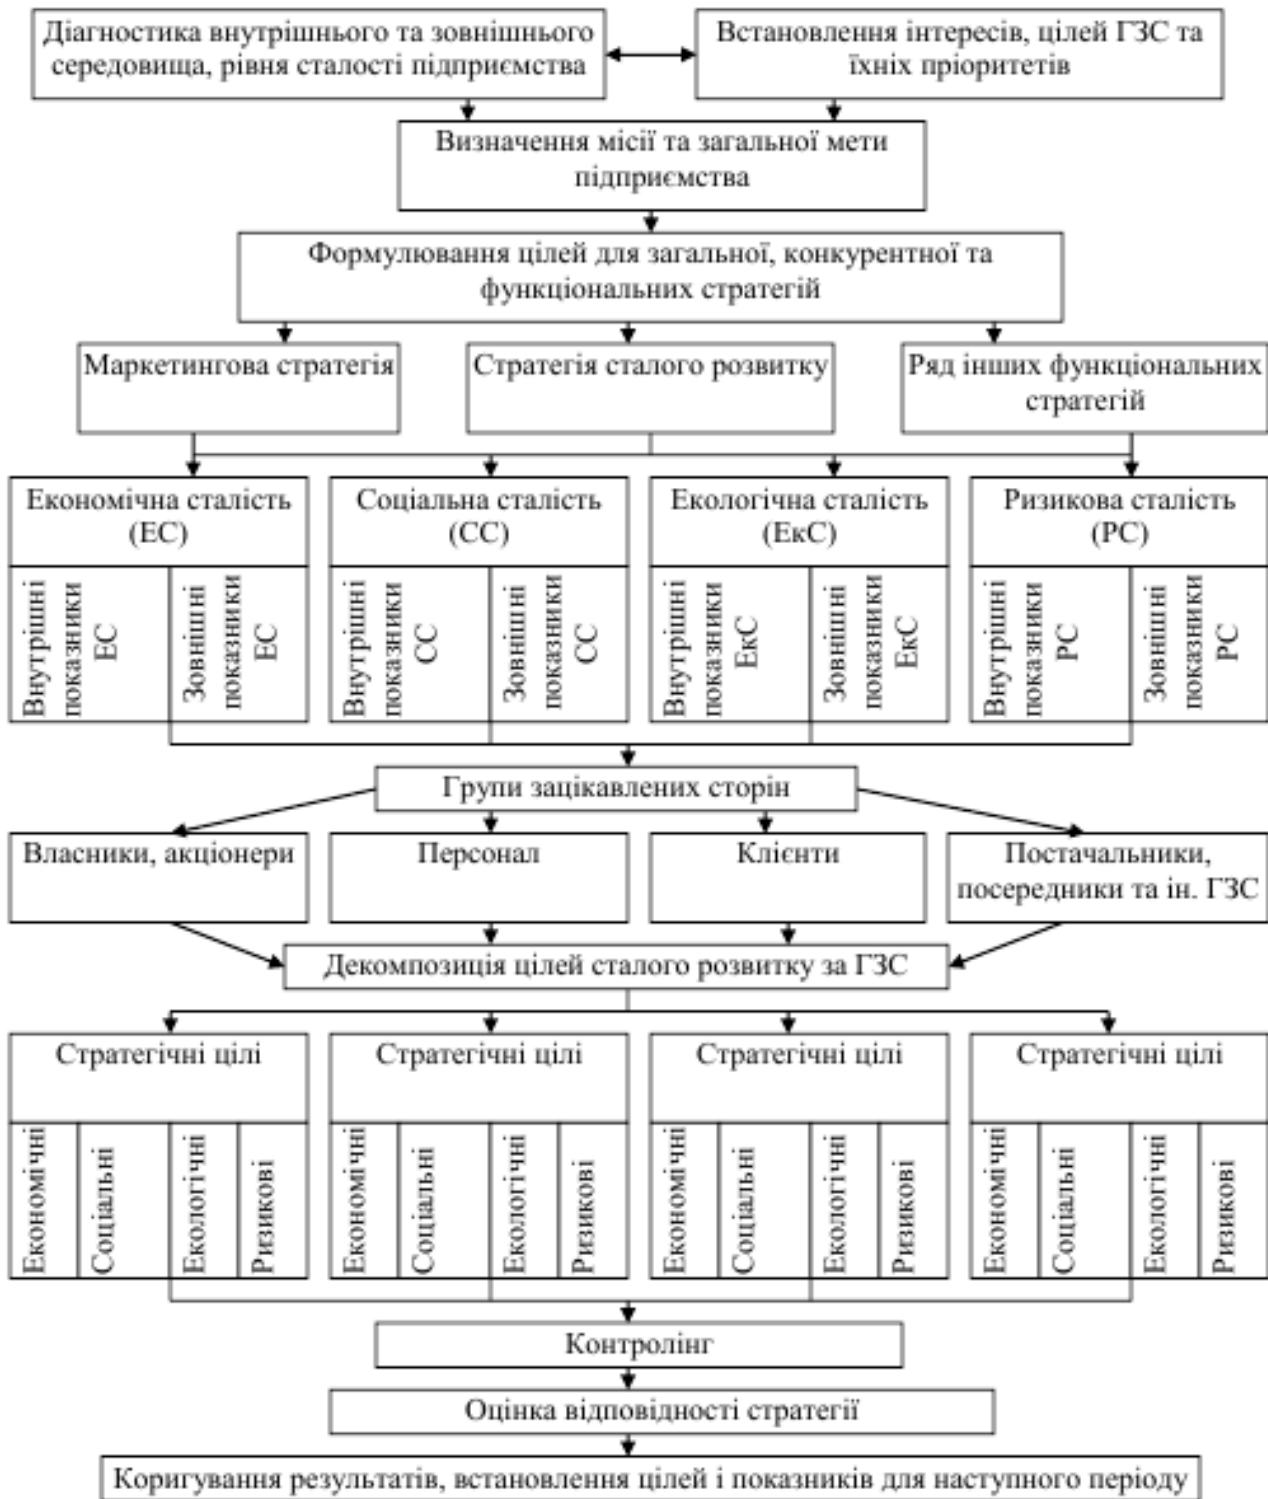 Діагностика внутрішнього та зовнішнього
середовища, рівня сталості підприємства
Встановлення інтересів, цілей ГЗС та
їхніх пріоритетів
Визначення місії та загальної мети
підприємства
Формулювання цілей для загальної, конкурентної та
функціональних стратегій
Маркетингова стратегія
Стратегія сталого розвитку
Ряд інших функціональних
стратегій
Економічна сталість
(ЕС)
Соціальна сталість
(СС)
Екологічна сталість
(ЕкС)
Ризикова сталість
(РС)
Внутрішні
показники
ЕС
Зовнішні
показники
ЕС
Внутрішні
показники
СС
Зовнішні
показники
СС
Внутрішні
показники
ЕкС
Зовнішні
показники
ЕкС
Внутрішні
показники
РС
Зовнішні
показники
РС
Групи зацікавлених сторін
Власники, акціонери
Персонал
Клієнти
Постачальники,
посередники та ін. ГЗС
Декомпозиція цілей сталого розвитку за ГЗС
Стратегічні цілі
Стратегічні цілі
Стратегічні цілі
Стратегічні цілі
Економічні
Соціальні
Екологічні
Ризикові
Економічні
Соціальні
Екологічні
Ризикові
Економічні
Соціальні
Екологічні
Ризикові
Економічні
Соціальні
Екологічні
Ризикові
Контролінг
Оцінка відповідності стратегії
Коригування результатів, встановлення цілей і показників для наступного періоду